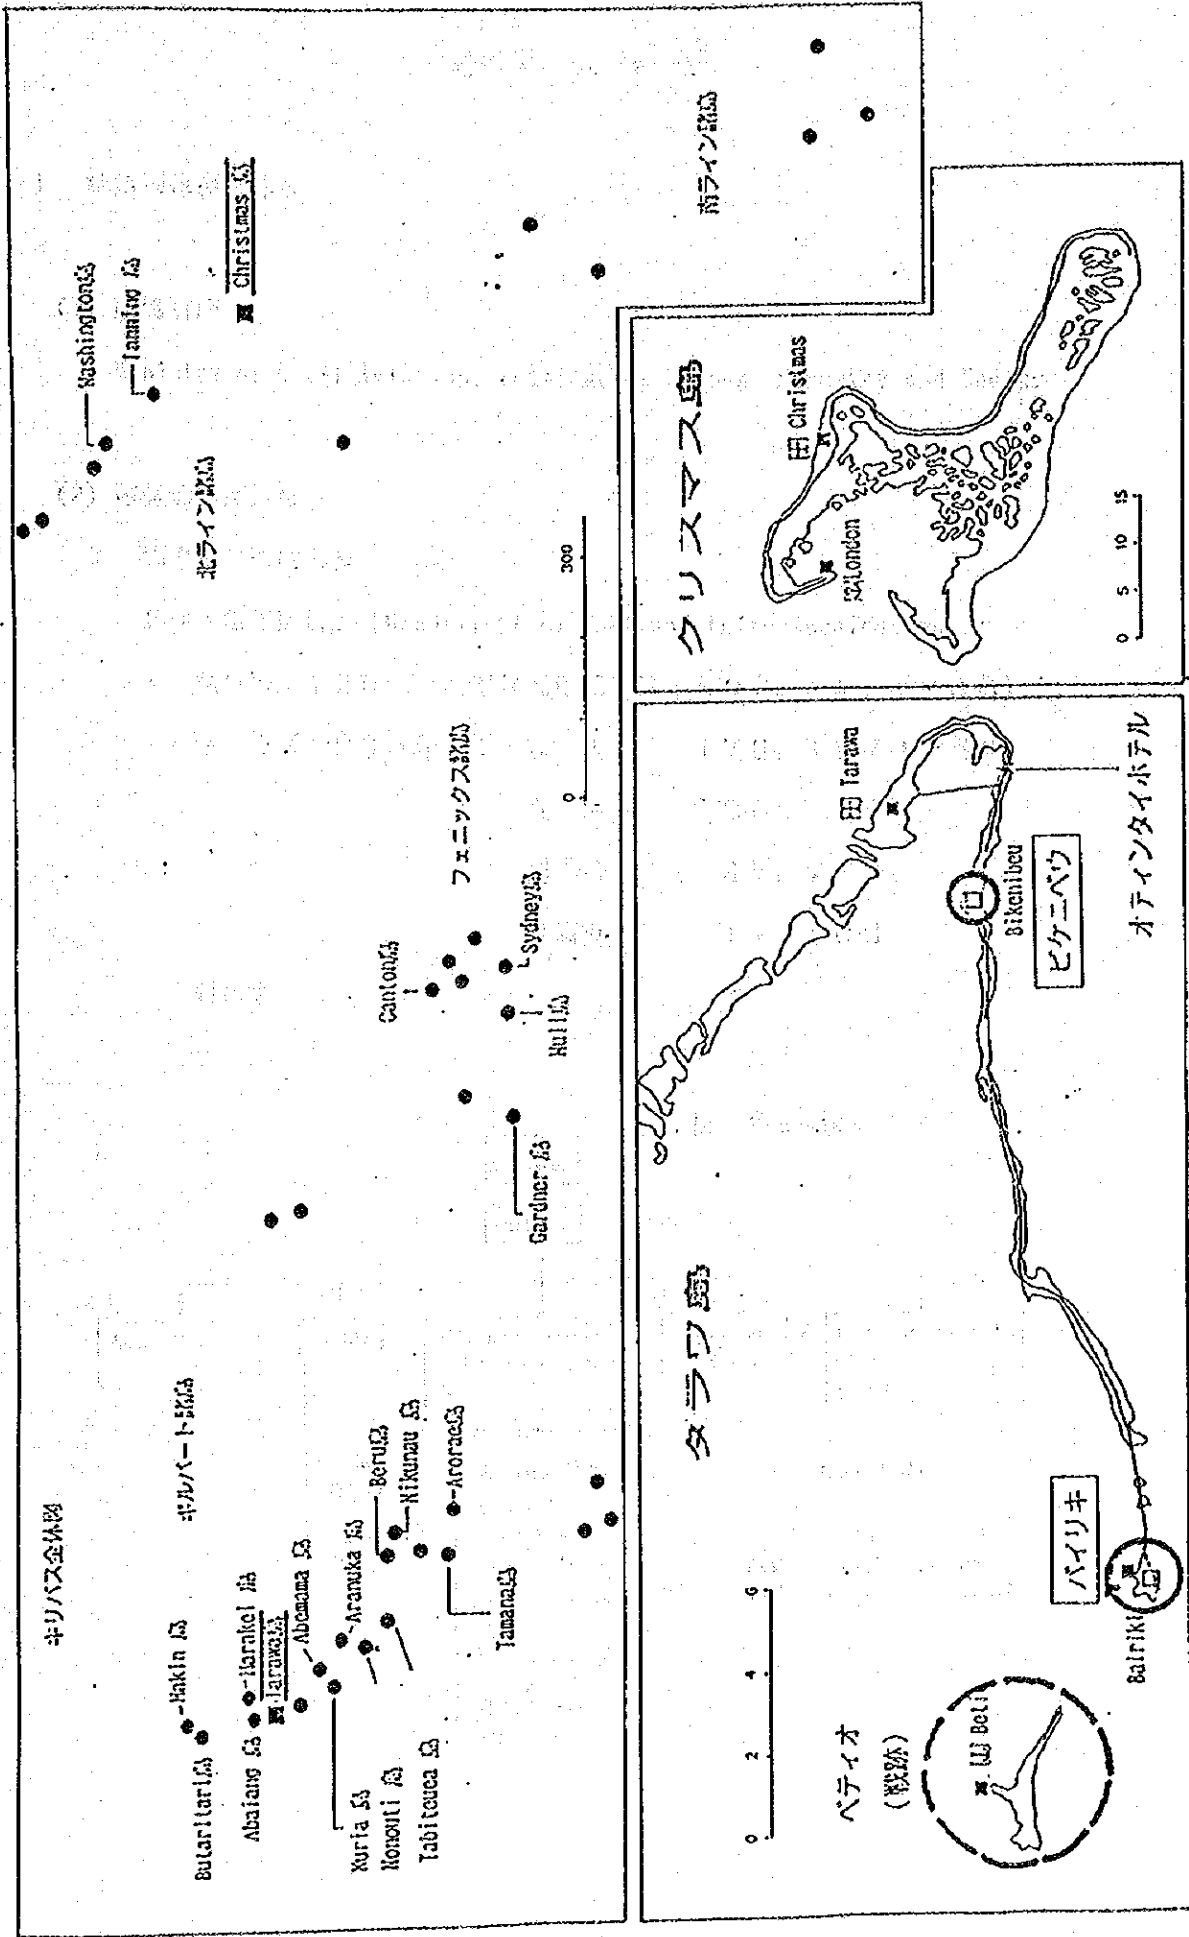 キリバス全体図
ギルバート諸島
Makin 島
Butaritari島
Abaiang 島
Marakei 島
Tarawa島
Abemama 島
Kuria 島
Aranuka 島
Nonouti 島
Tabiteuea 島
Beru島
Nikunau 島
Tamana島
Arorae島
フェニックス諸島
Canton島
Sydney島
Hull島
Gardner 島
0
300
北ライン諸島
Washington島
Fanning 島
Christmas 島
南ライン諸島
タラワ島
Tarawa
Bikenibeu
ビケニベウ
オティンタイホテル
バイリキ
Bairiki
0 2 4 6
ベティオ
(戦跡)
クリスマス島
Christmas
London
0 5 10 15